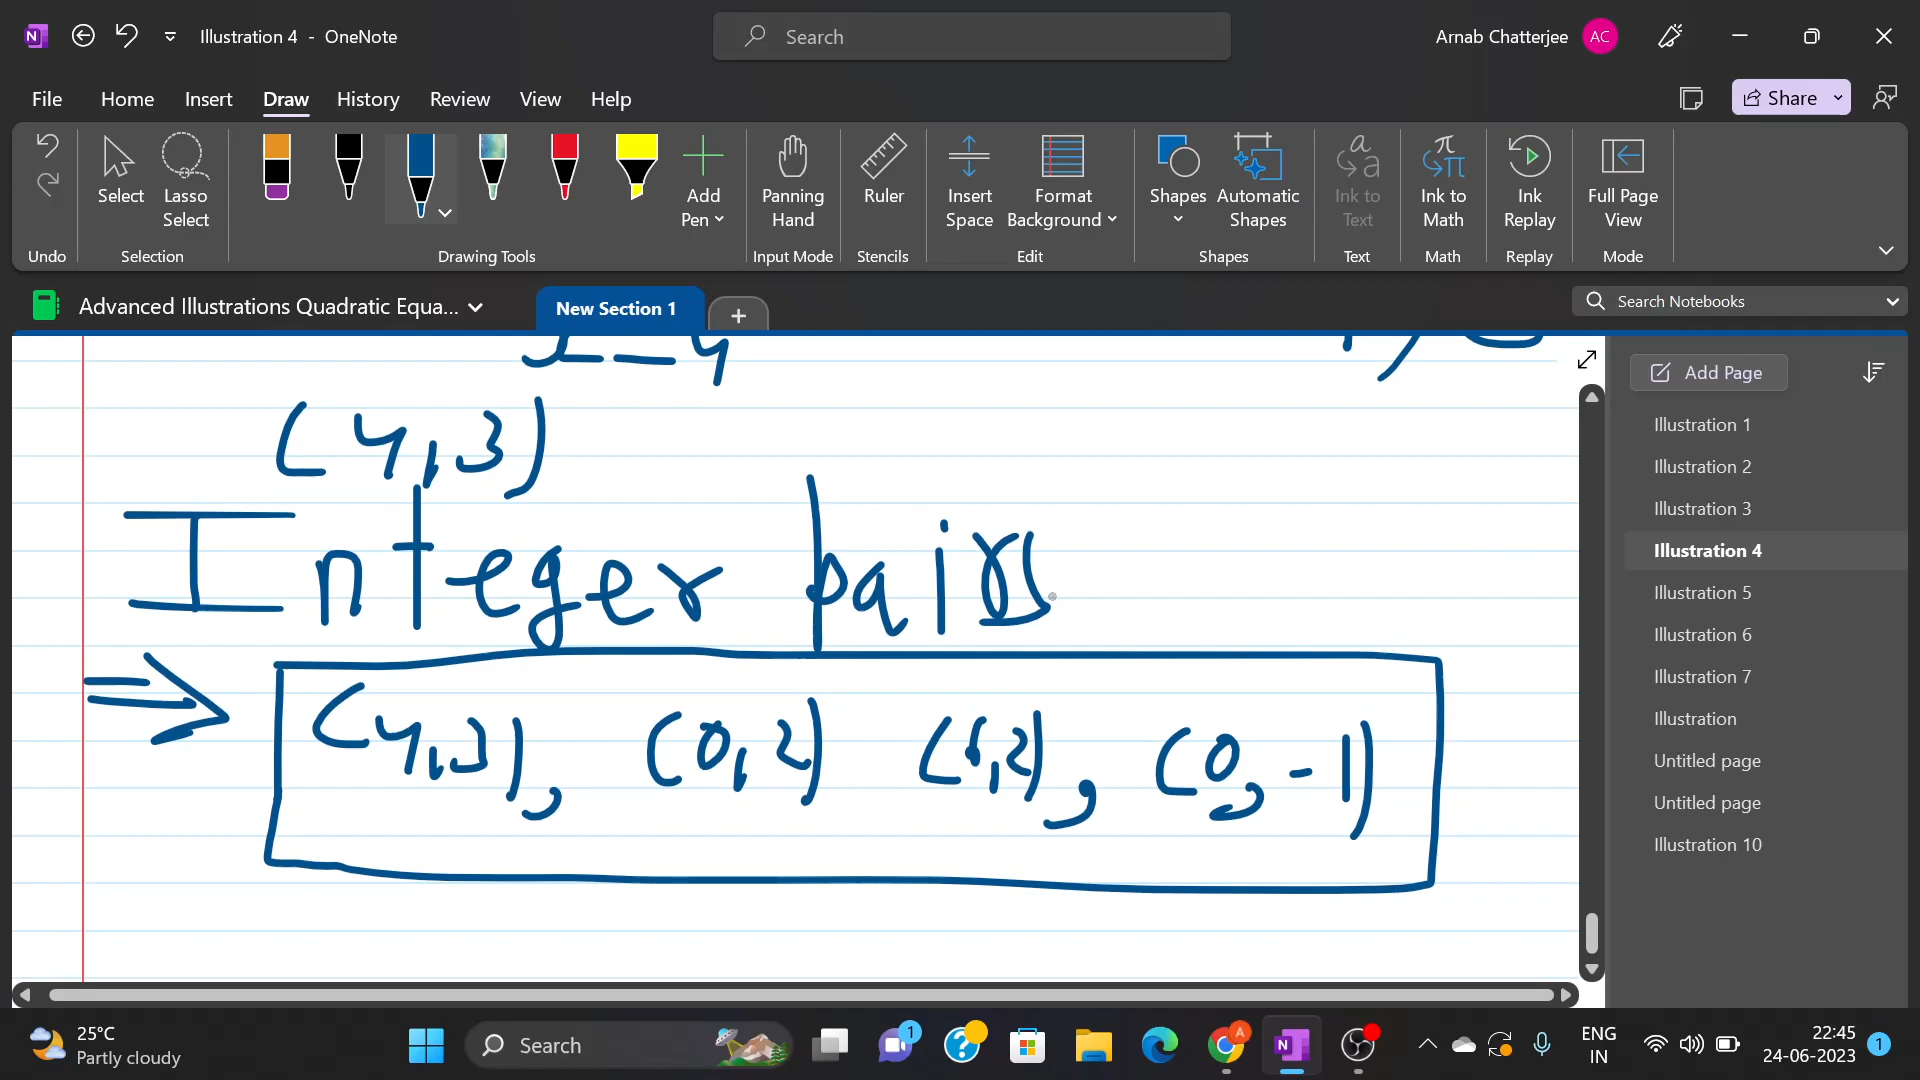 Illustration 4 - OneNote
Search
Arnab Chatterjee AC
File Home Insert Draw History Review View Help
Share
Select
Lasso Select
Add Pen
Panning Hand
Ruler
Insert Space
Format Background
Shapes
Automatic Shapes
Ink to Text
Ink to Math
Ink Replay
Full Page View
Undo Selection Drawing Tools Input Mode Stencils Edit Shapes Text Math Replay Mode
Advanced Illustrations Quadratic Equa...
New Section 1
Search Notebooks
(4,3)
Integer pairs
⇒ (4,3), (0,2) (1,2), (0,-1)
Add Page
Illustration 1
Illustration 2
Illustration 3
Illustration 4
Illustration 5
Illustration 6
Illustration 7
Illustration
Untitled page
Untitled page
Illustration 10
25°C
Partly cloudy
Search
1
A
ENG
IN
22:45
24-06-2023
1